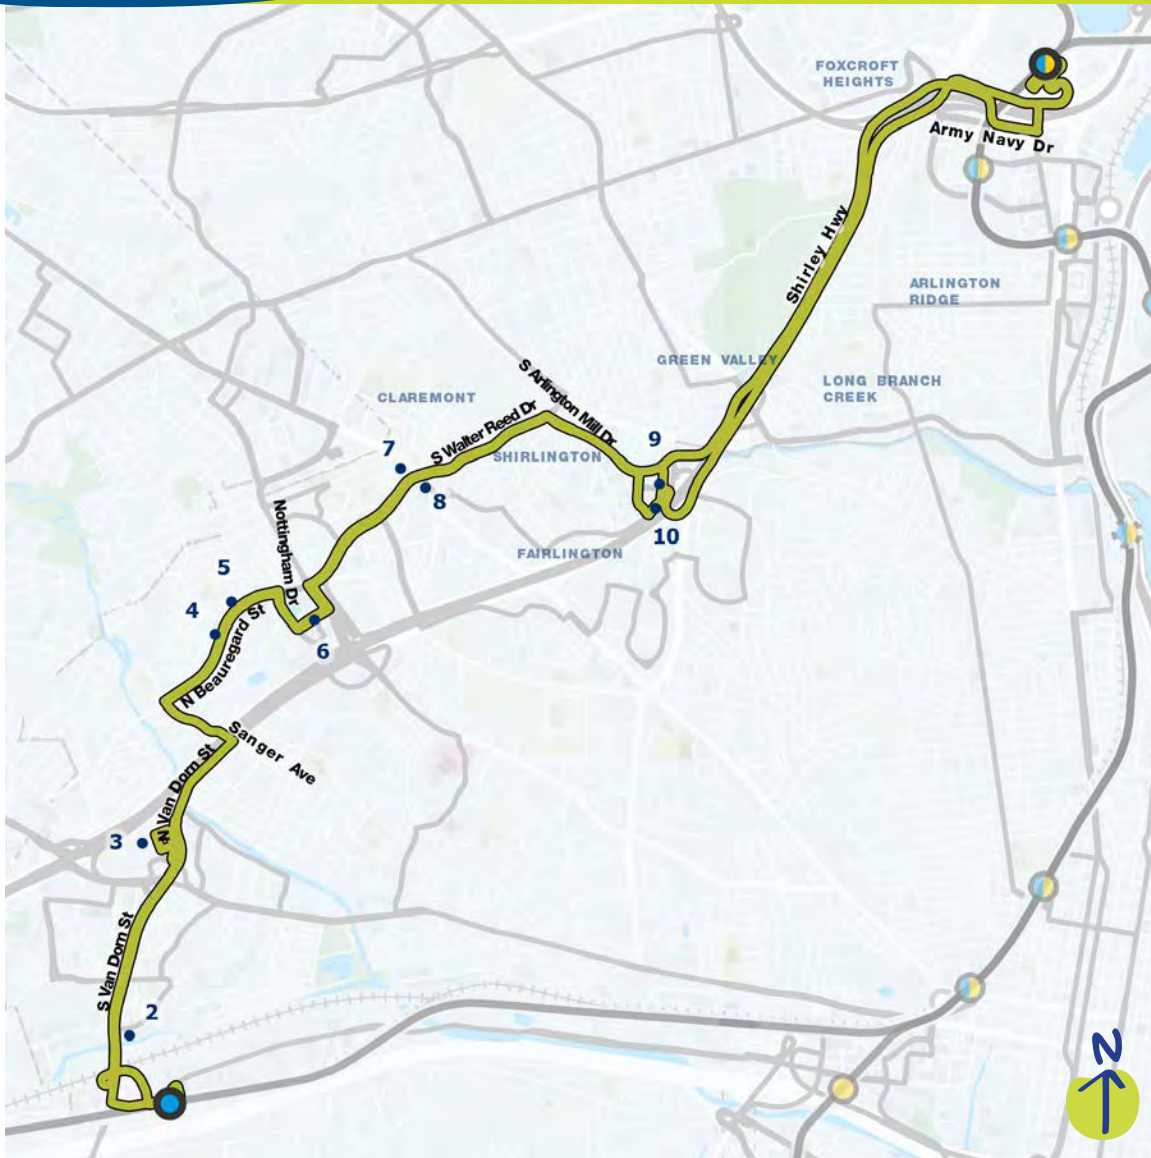 FOXCROFT
HEIGHTS
Army Navy Dr
Shirley Hwy
ARLINGTON
RIDGE
GREEN VALLEY
LONG BRANCH
CREEK
S Arlington Mill Dr
CLAREMONT
S Walter Reed Dr
9
7
SHIRLINGTON
8
10
FAIRLINGTON
Nottingham Dr
5
4
N Beauregard St
6
Sanger Ave
N Van Dorn St
3
S Van Dorn St
2
N